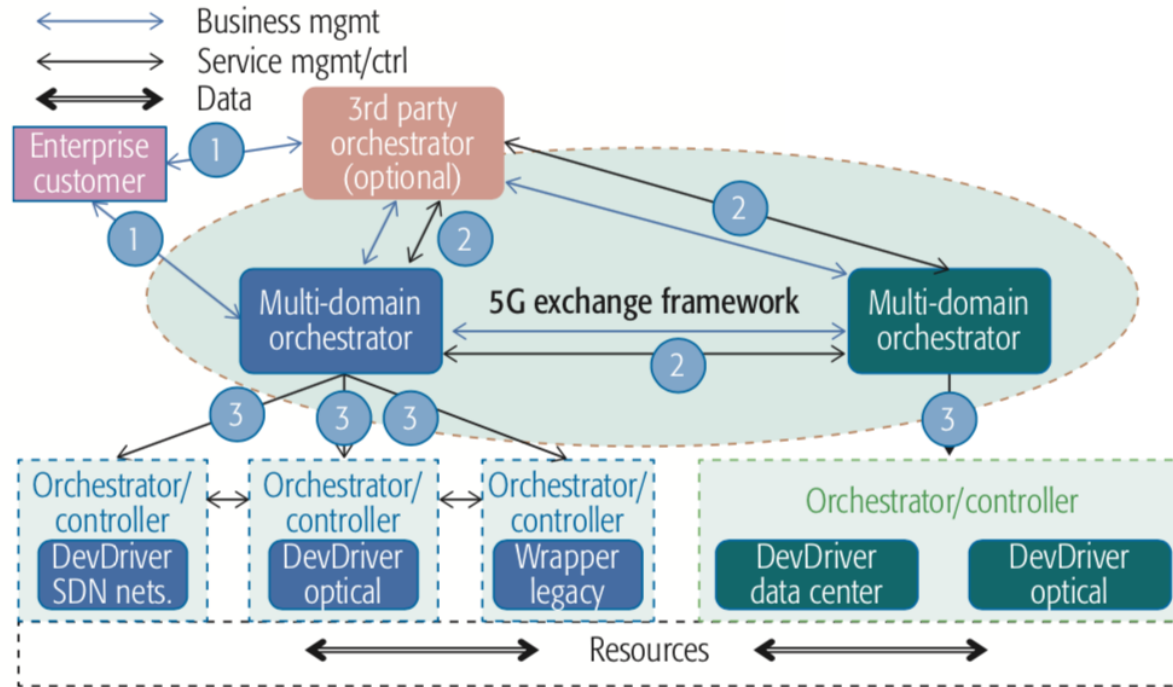 Business mgmt
Service mgmt/ctrl
Data
3rd party
orchestrator
(optional)
Enterprise
customer
1
1
2
2
Multi-domain
orchestrator
5G exchange framework
Multi-domain
orchestrator
2
3
3
3
3
Orchestrator/
controller
DevDriver
SDN nets.
Orchestrator/
controller
DevDriver
optical
Orchestrator/
controller
Wrapper
legacy
Orchestrator/controller
DevDriver
data center
DevDriver
optical
Resources